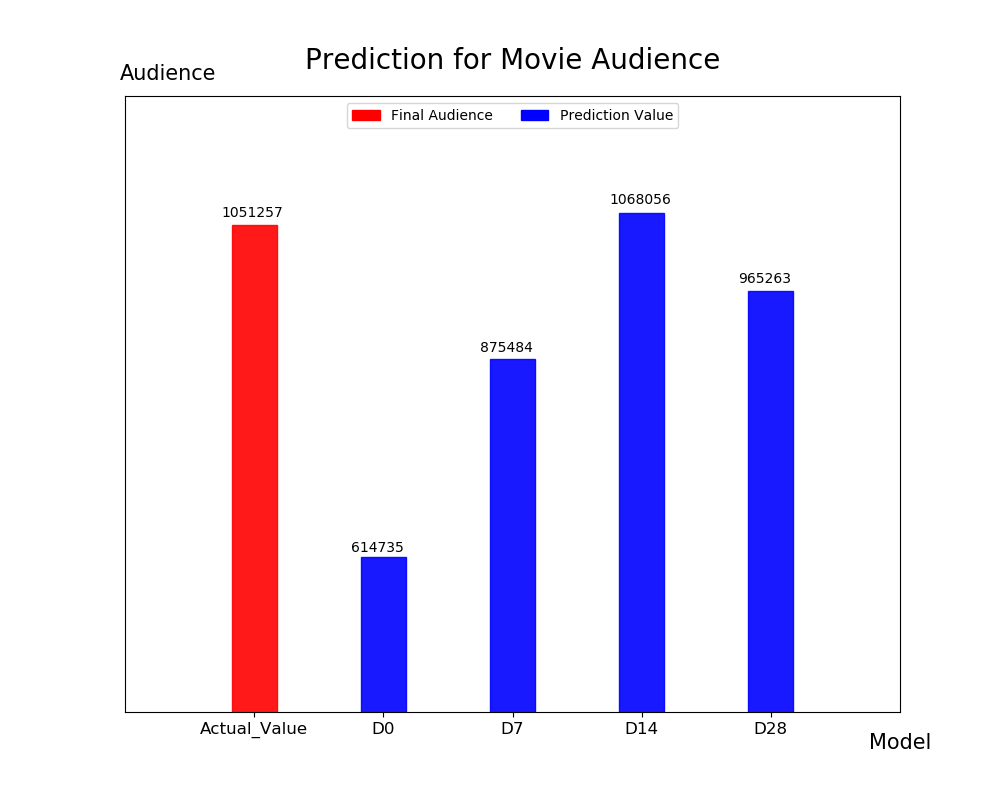 Prediction for Movie Audience
Audience
Final Audience Prediction Value
1051257
614735
875484
1068056
965263
Actual_Value D0 D7 D14 D28
Model